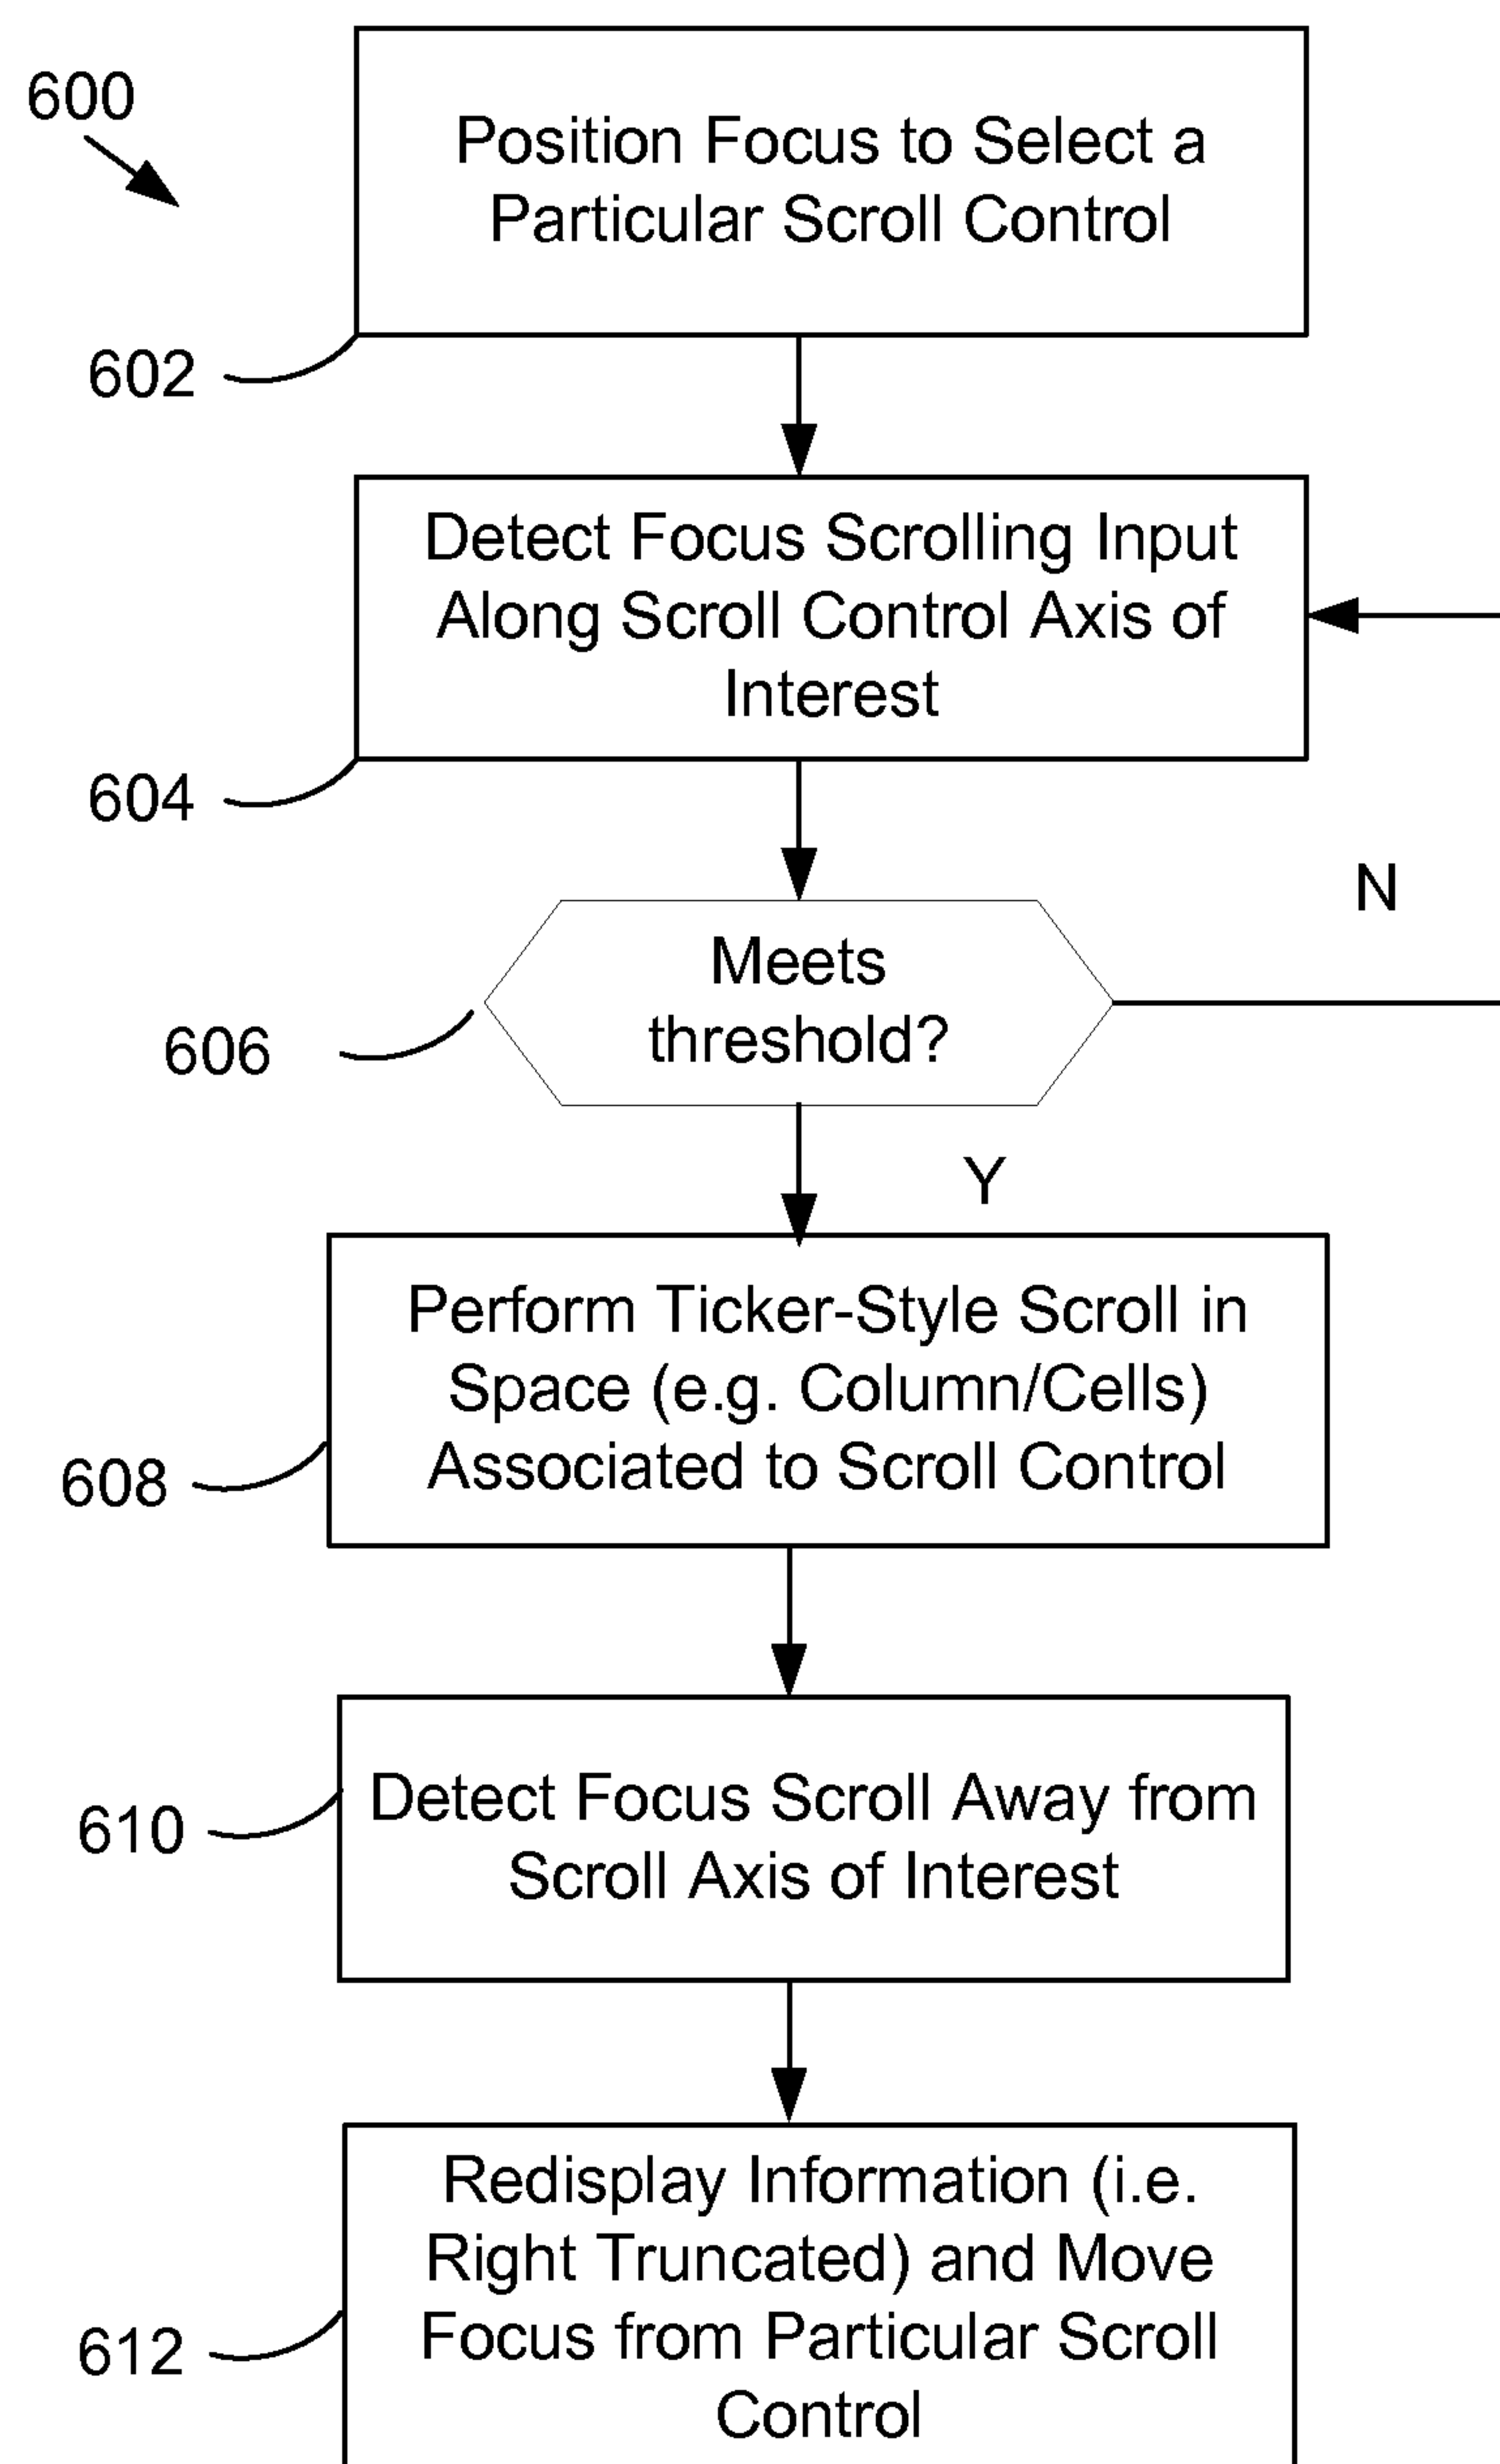 600
Position Focus to Select a
Particular Scroll Control
602
Detect Focus Scrolling Input
Along Scroll Control Axis of
Interest
604
N
Meets
threshold?
606
Y
Perform Ticker-Style Scroll in
Space (e.g. Column/Cells)
Associated to Scroll Control
608
Detect Focus Scroll Away from
Scroll Axis of Interest
610
Redisplay Information (i.e.
Right Truncated) and Move
Focus from Particular Scroll
Control
612